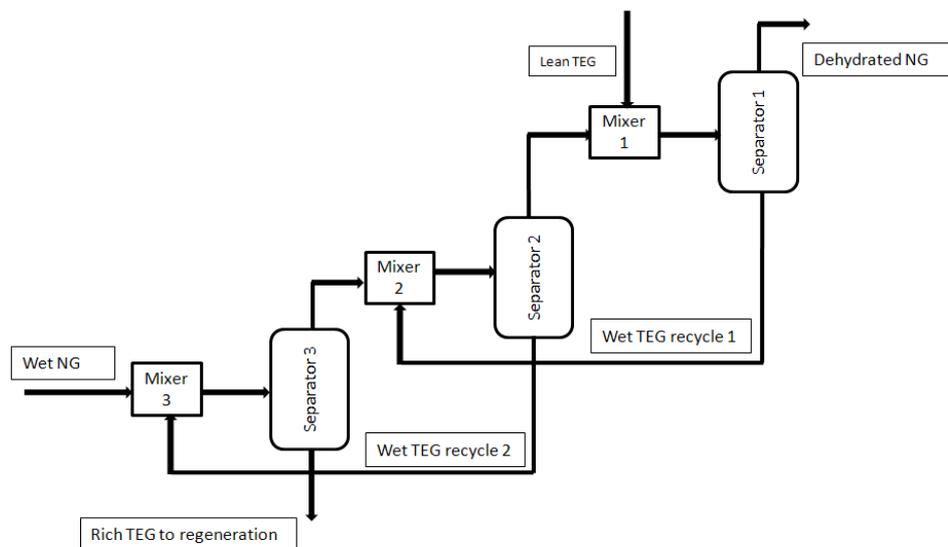 Lean TEG
Dehydrated NG
Mixer
1
Separator 1
Mixer
2
Separator 2
Wet TEG recycle 1
Wet NG
Mixer
3
Separator 3
Wet TEG recycle 2
Rich TEG to regeneration